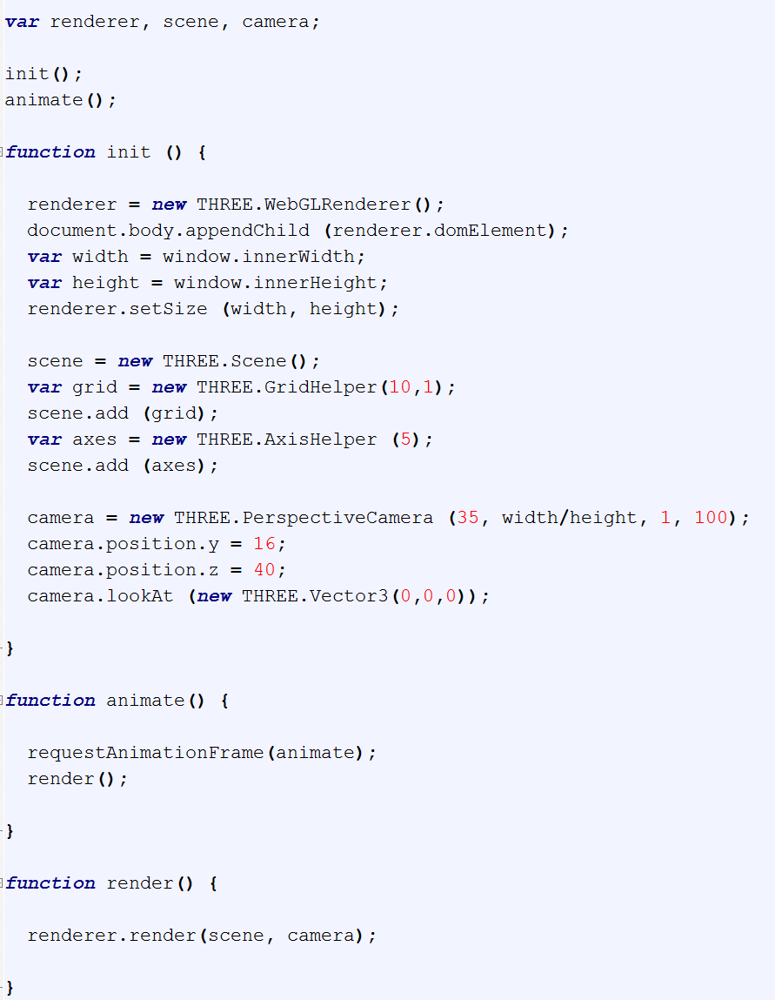 var renderer, scene, camera;
init();
animate();
function init () {
renderer = new THREE.WebGLRenderer();
document.body.appendChild (renderer.domElement);
var width = window.innerWidth;
var height = window.innerHeight;
renderer.setSize (width, height);
scene = new THREE.Scene();
var grid = new THREE.GridHelper(10,1);
scene.add (grid);
var axes = new THREE.AxisHelper (5);
scene.add (axes);
camera = new THREE.PerspectiveCamera (35, width/height, 1, 100);
camera.position.y = 16;
camera.position.z = 40;
camera.lookAt (new THREE.Vector3(0,0,0));
}
function animate() {
requestAnimationFrame(animate);
render();
}
function render() {
renderer.render(scene, camera);
}